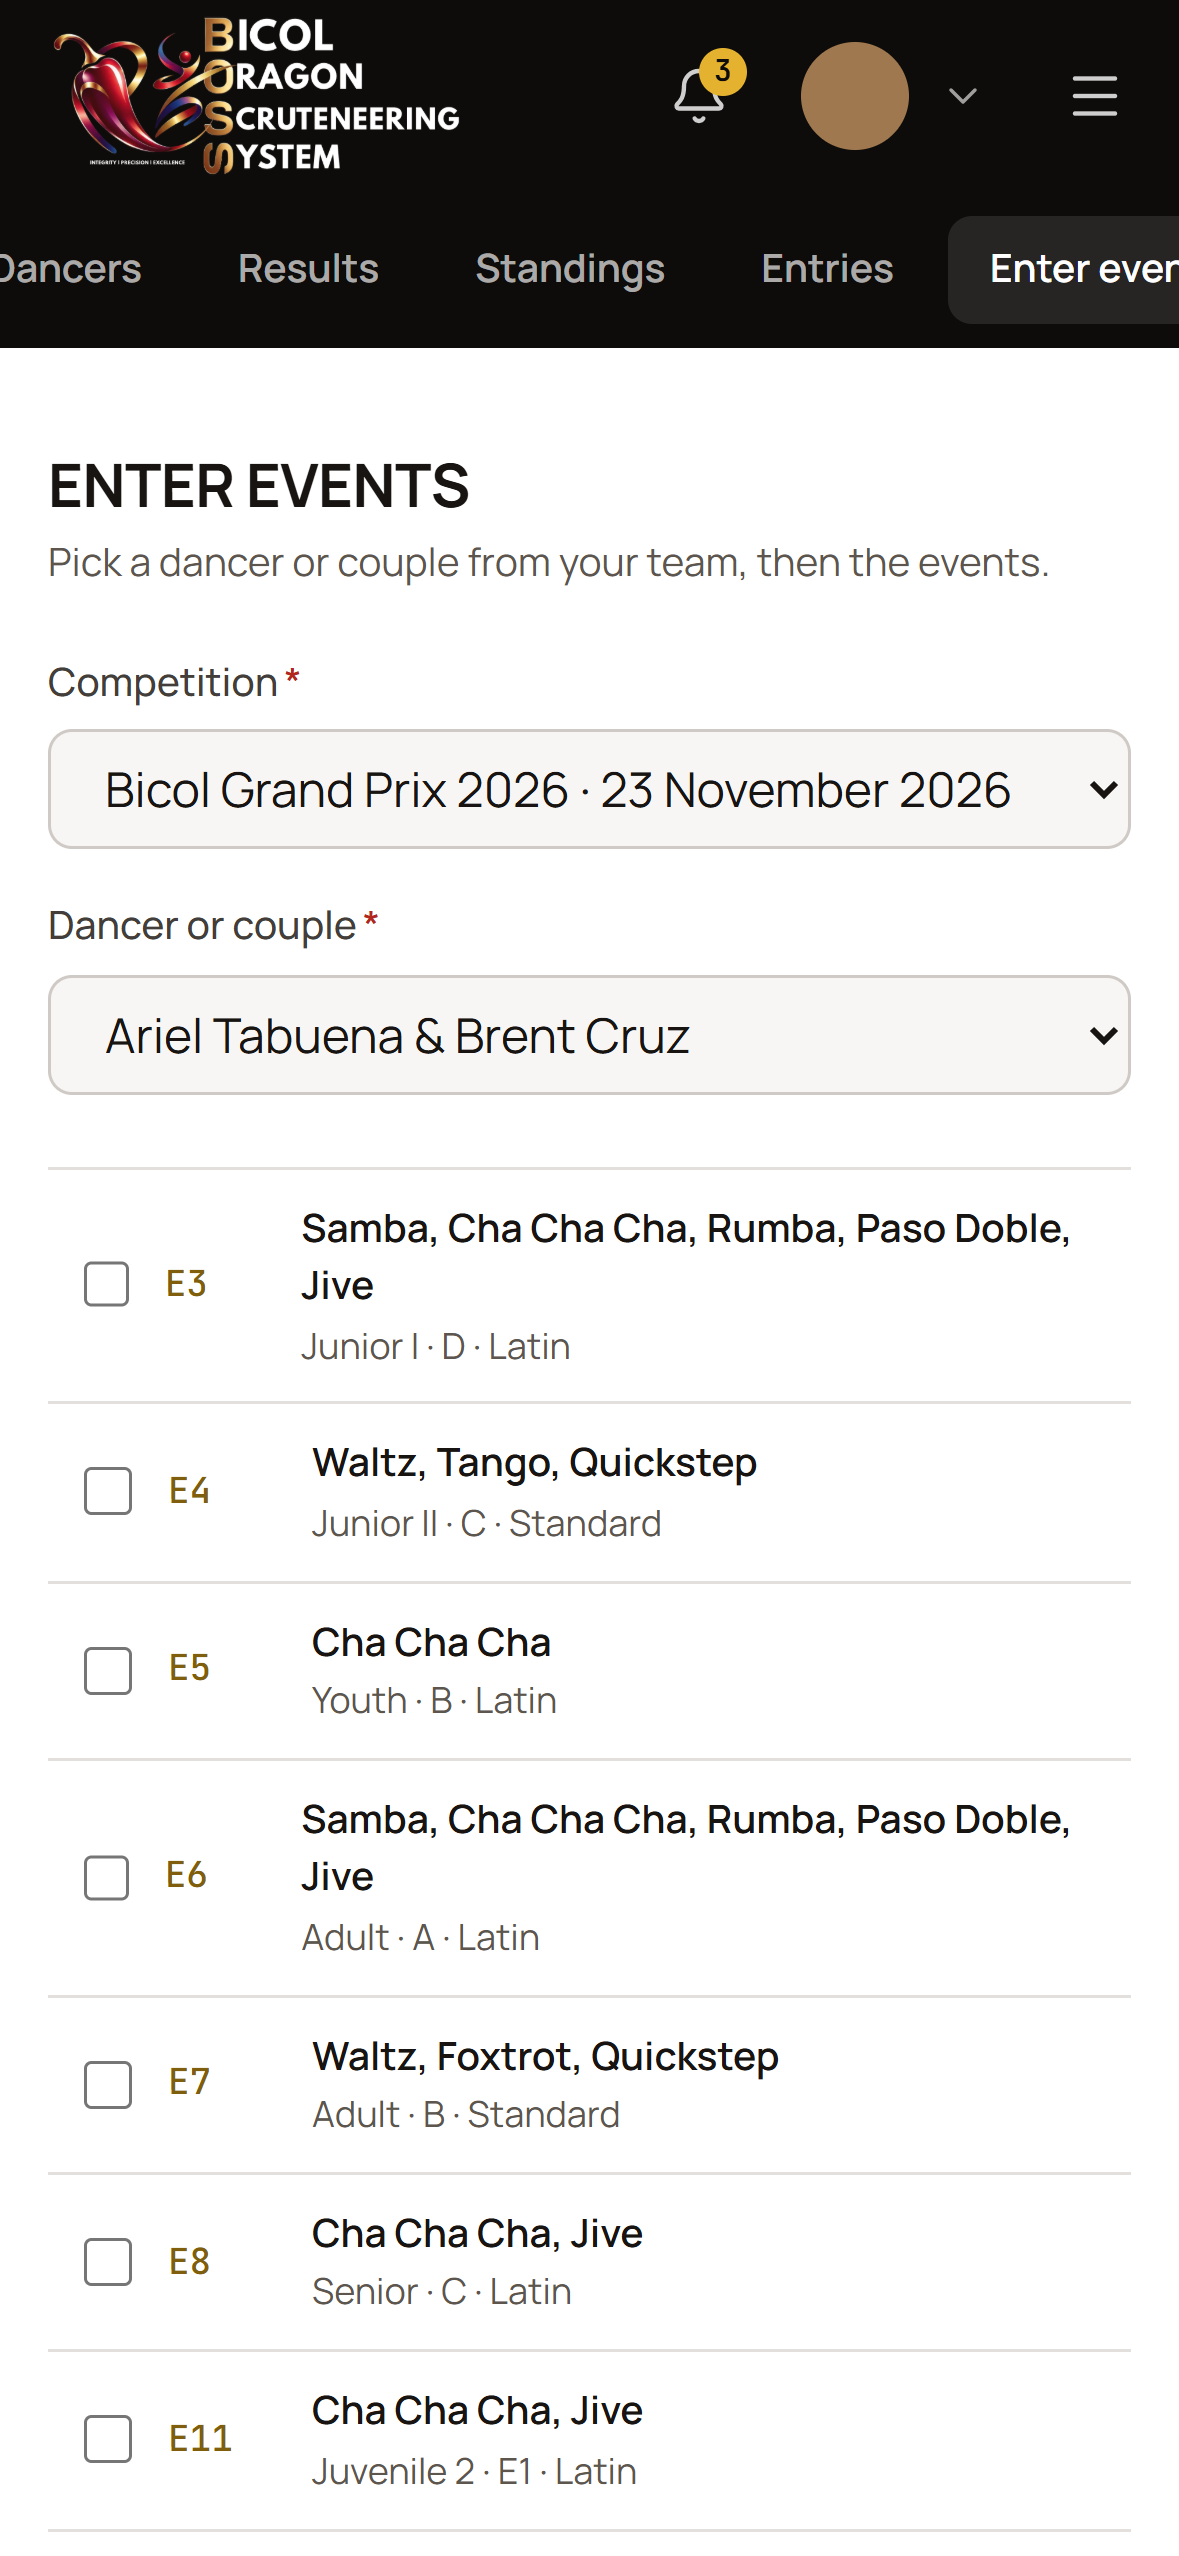 BICOL
ORAGON
SCRUTENEERING
SYSTEM
INTEGRITY | PRECISION | EXCELLENCE
3
Dancers Results Standings Entries Enter even
ENTER EVENTS
Pick a dancer or couple from your team, then the events.
Competition *
Bicol Grand Prix 2026 · 23 November 2026
Dancer or couple *
Ariel Tabuena & Brent Cruz
E3 Samba, Cha Cha Cha, Rumba, Paso Doble,
Jive
Junior I · D · Latin
E4 Waltz, Tango, Quickstep
Junior II · C · Standard
E5 Cha Cha Cha
Youth · B · Latin
E6 Samba, Cha Cha Cha, Rumba, Paso Doble,
Jive
Adult · A · Latin
E7 Waltz, Foxtrot, Quickstep
Adult · B · Standard
E8 Cha Cha Cha, Jive
Senior · C · Latin
E11 Cha Cha Cha, Jive
Juvenile 2 · E1 · Latin